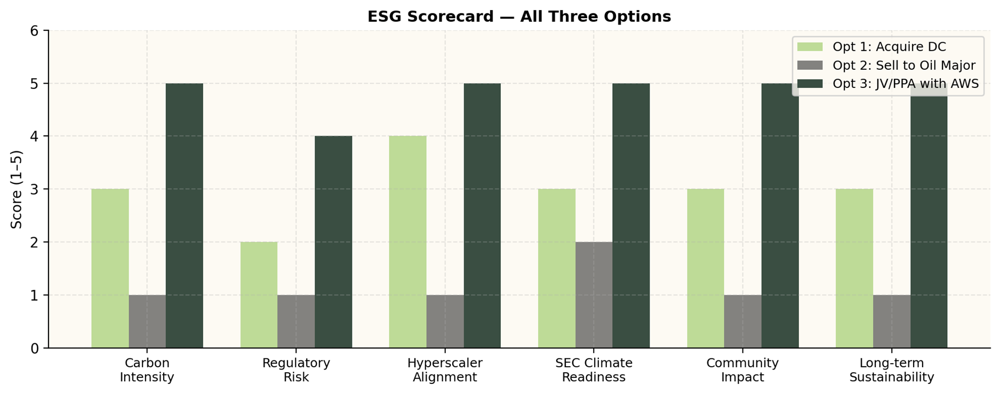 ESG Scorecard — All Three Options
Score (1–5)
6
5
4
3
2
1
0
Opt 1: Acquire DC
Opt 2: Sell to Oil Major
Opt 3: JV/PPA with AWS
Carbon
Intensity
Regulatory
Risk
Hyperscaler
Alignment
SEC Climate
Readiness
Community
Impact
Long-term
Sustainability